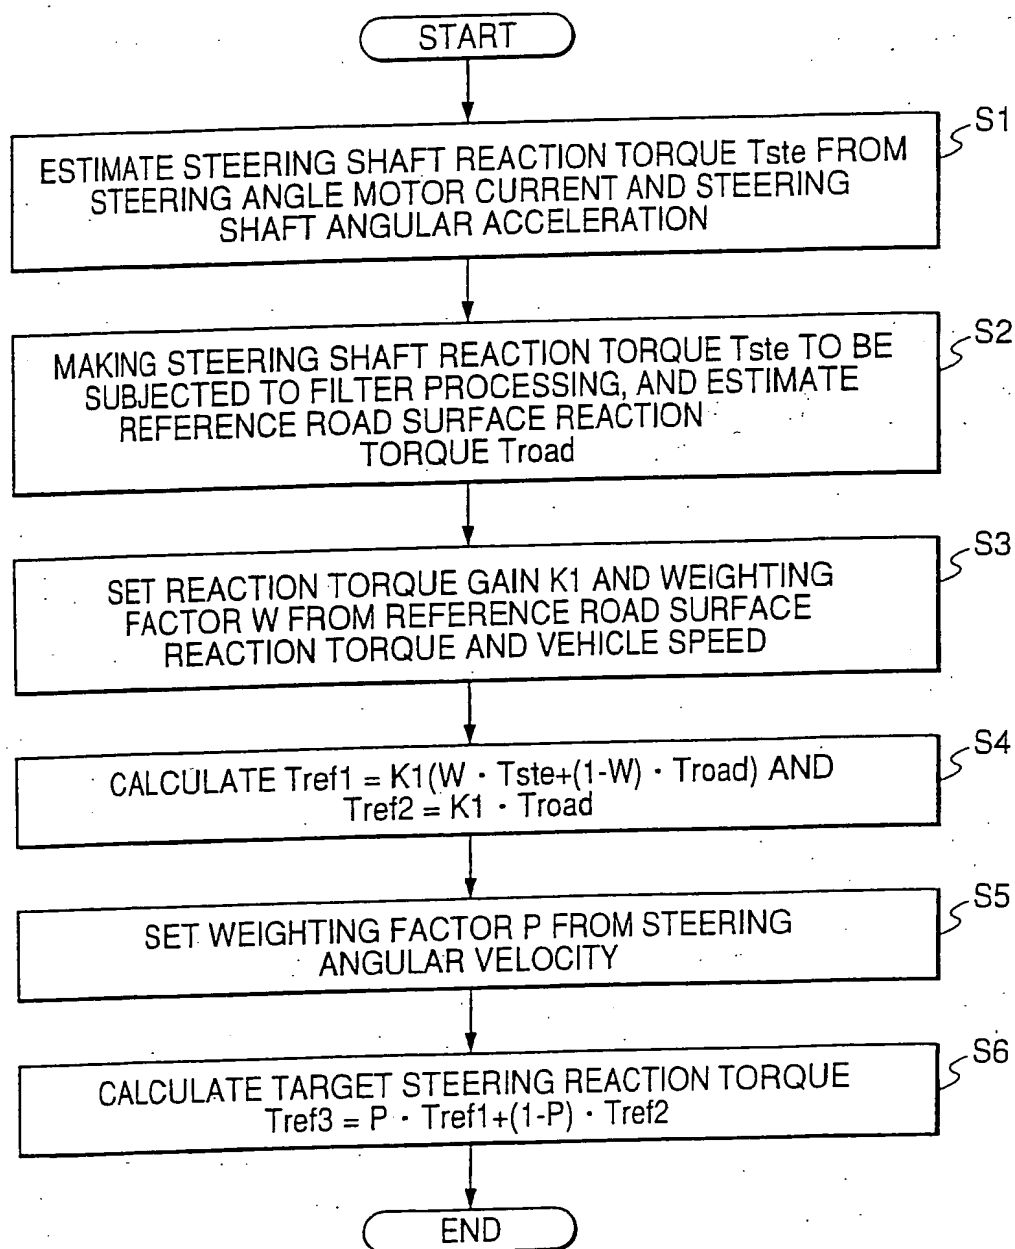 START
S1
ESTIMATE STEERING SHAFT REACTION TORQUE Tste FROM
STEERING ANGLE MOTOR CURRENT AND STEERING
SHAFT ANGULAR ACCELERATION
S2
MAKING STEERING SHAFT REACTION TORQUE Tste TO BE
SUBJECTED TO FILTER PROCESSING, AND ESTIMATE
REFERENCE ROAD SURFACE REACTION
TORQUE Troad
S3
SET REACTION TORQUE GAIN K1 AND WEIGHTING
FACTOR W FROM REFERENCE ROAD SURFACE
REACTION TORQUE AND VEHICLE SPEED
S4
CALCULATE Tref1 = K1(W · Tste+(1-W) · Troad) AND
Tref2 = K1 · Troad
S5
SET WEIGHTING FACTOR P FROM STEERING
ANGULAR VELOCITY
S6
CALCULATE TARGET STEERING REACTION TORQUE
Tref3 = P · Tref1+(1-P) · Tref2
END